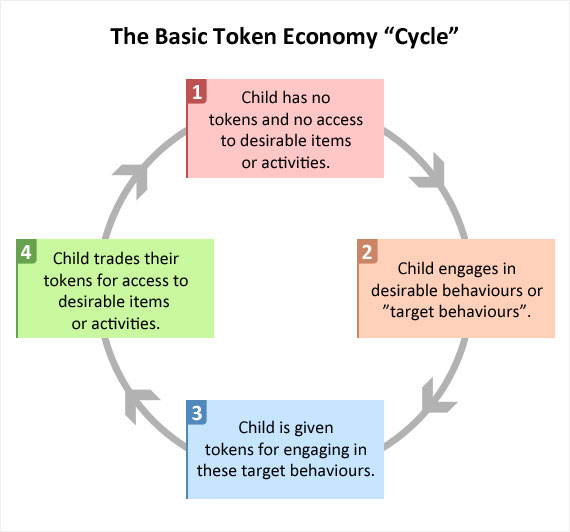 The Basic Token Economy “Cycle”
1
Child has no
tokens and no access
to desirable items
or activities.
2
Child engages in
desirable behaviours or
”target behaviours”.
3
Child is given
tokens for engaging in
these target behaviours.
4
Child trades their
tokens for access to
desirable items
or activities.